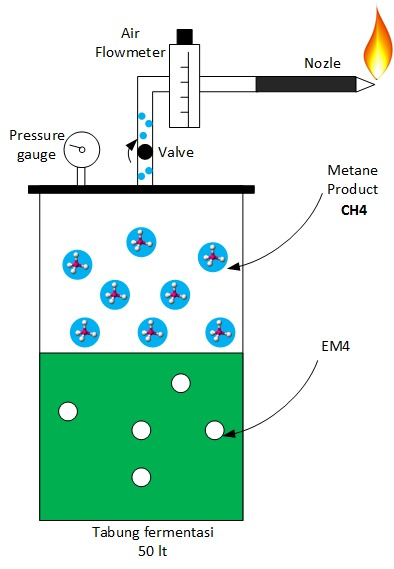 Air
Flowmeter
Nozle
Pressure
gauge
Valve
Metane
Product
CH4
EM4
Tabung fermentasi
50 lt